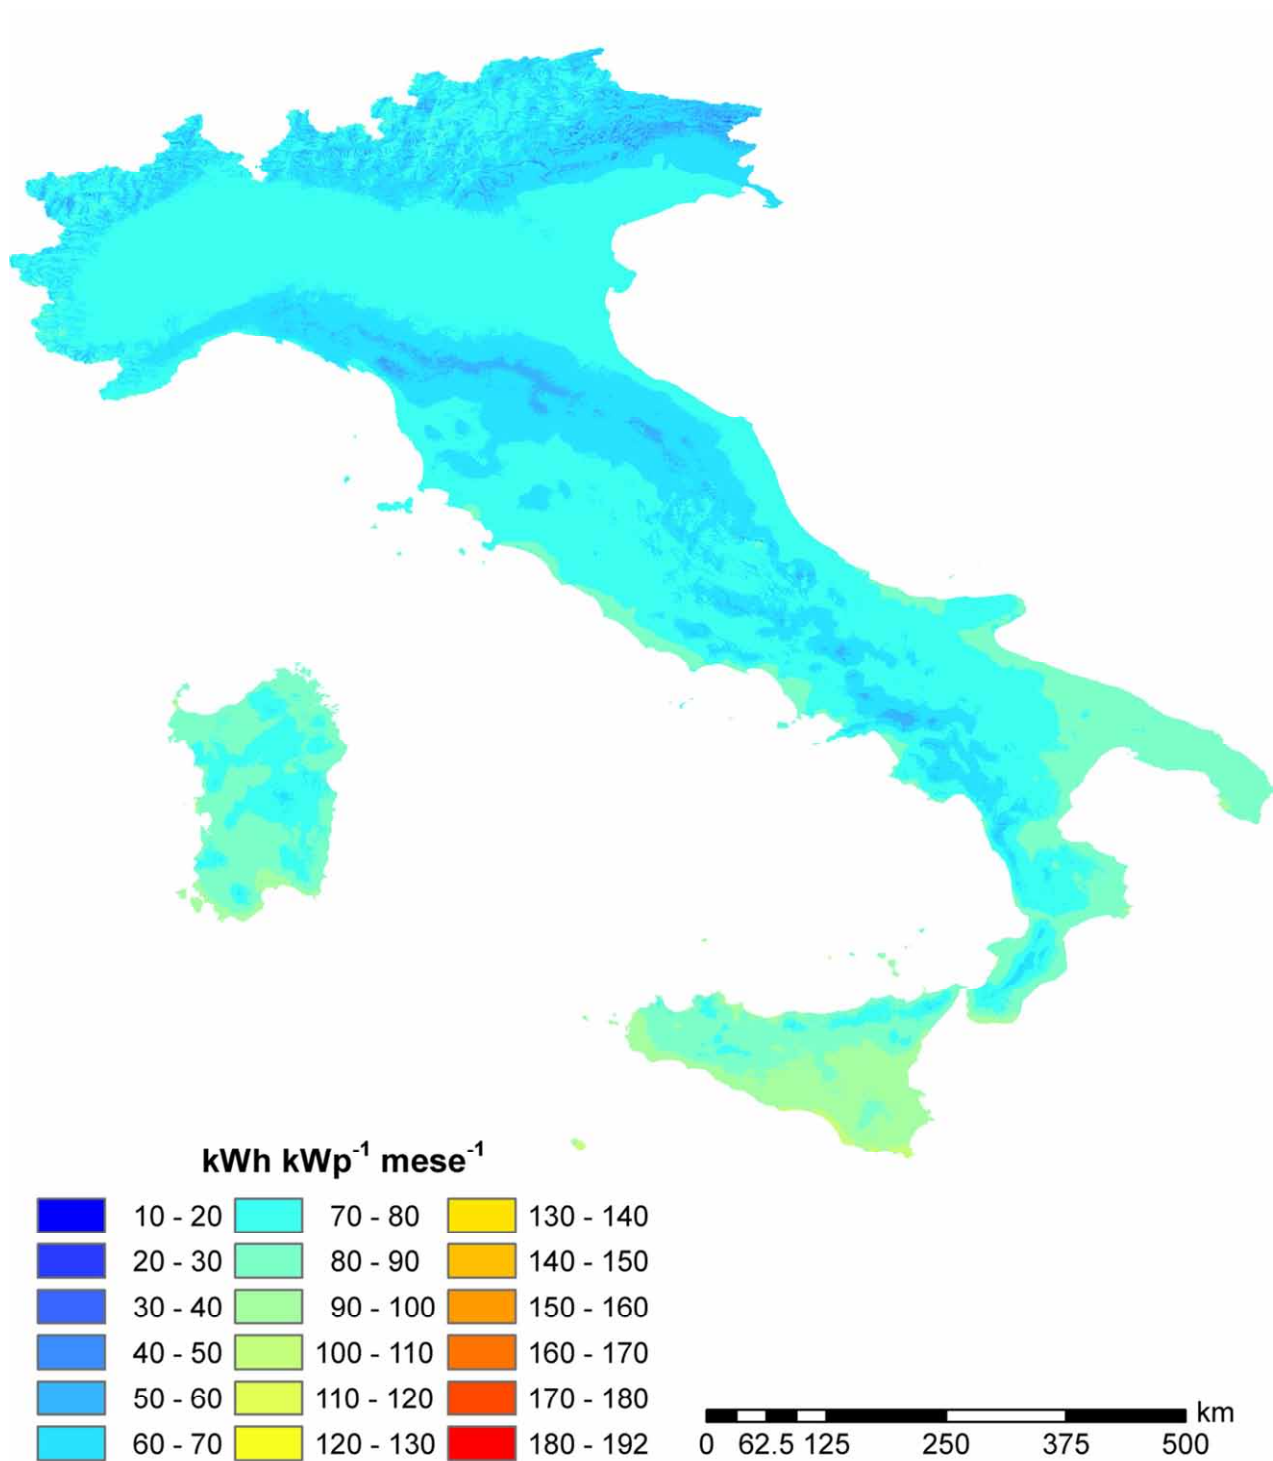 kWh kWp⁻¹ mese⁻¹
10 - 20 70 - 80 130 - 140
20 - 30 80 - 90 140 - 150
30 - 40 90 - 100 150 - 160
40 - 50 100 - 110 160 - 170
50 - 60 110 - 120 170 - 180
60 - 70 120 - 130 180 - 192
km
0 62.5 125 250 375 500